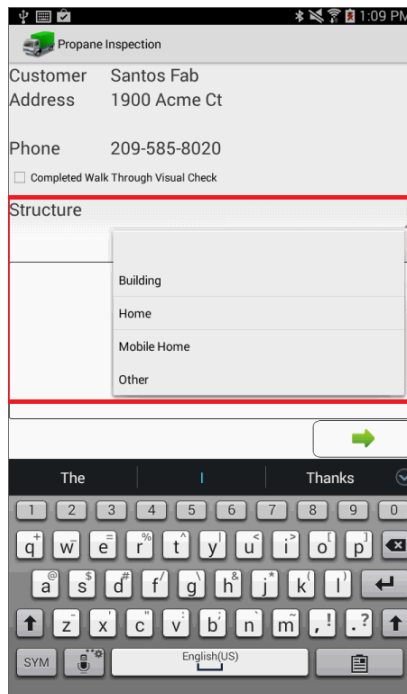 1:09 PM
Propane Inspection
Customer Santos Fab
Address 1900 Acme Ct
Phone 209-585-8020
Completed Walk Through Visual Check
Structure
Building
Home
Mobile Home
Other
The I Thanks
1 2 3 4 5 6 7 8 9 0
q+ w e= r% t^ y u< i> o[ p]
a@ s$ d# f/ g\ h& j* k( l)
z x c" v b n m ,! .?
SYM English(US)